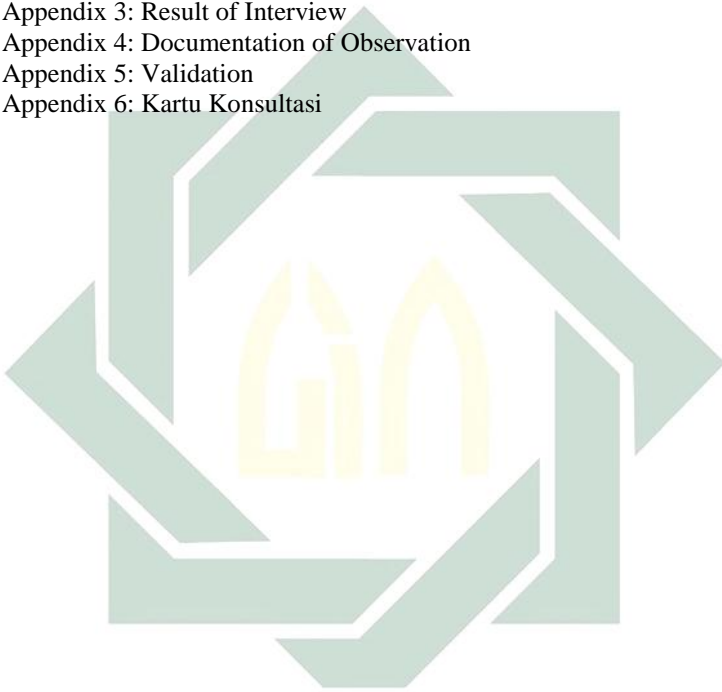 Appendix 3: Result of Interview
Appendix 4: Documentation of Observation
Appendix 5: Validation
Appendix 6: Kartu Konsultasi